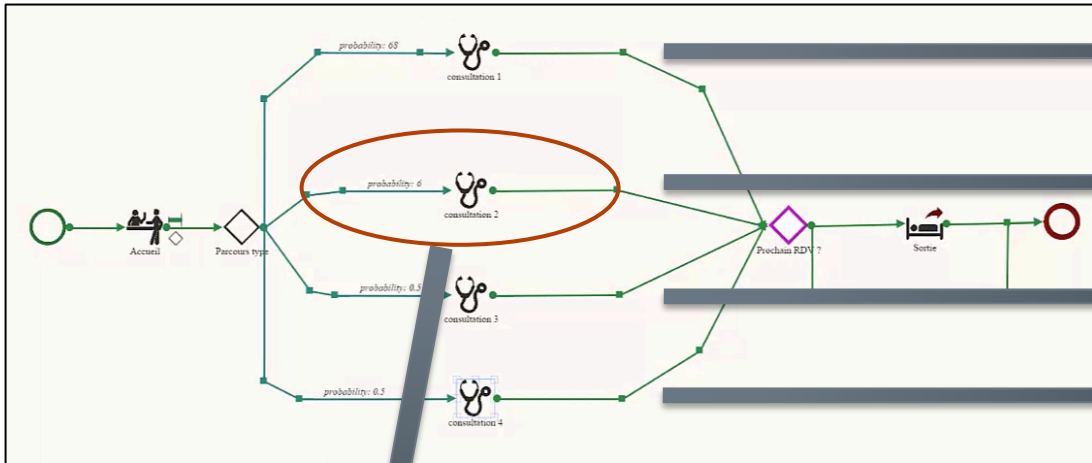 probability: 68
consultation 1
probability: 6
consultation 2
Accueil
Parcours type
Prochain RDV ?
Sortie
probability: 0.5
consultation 3
probability: 0.5
consultation 4